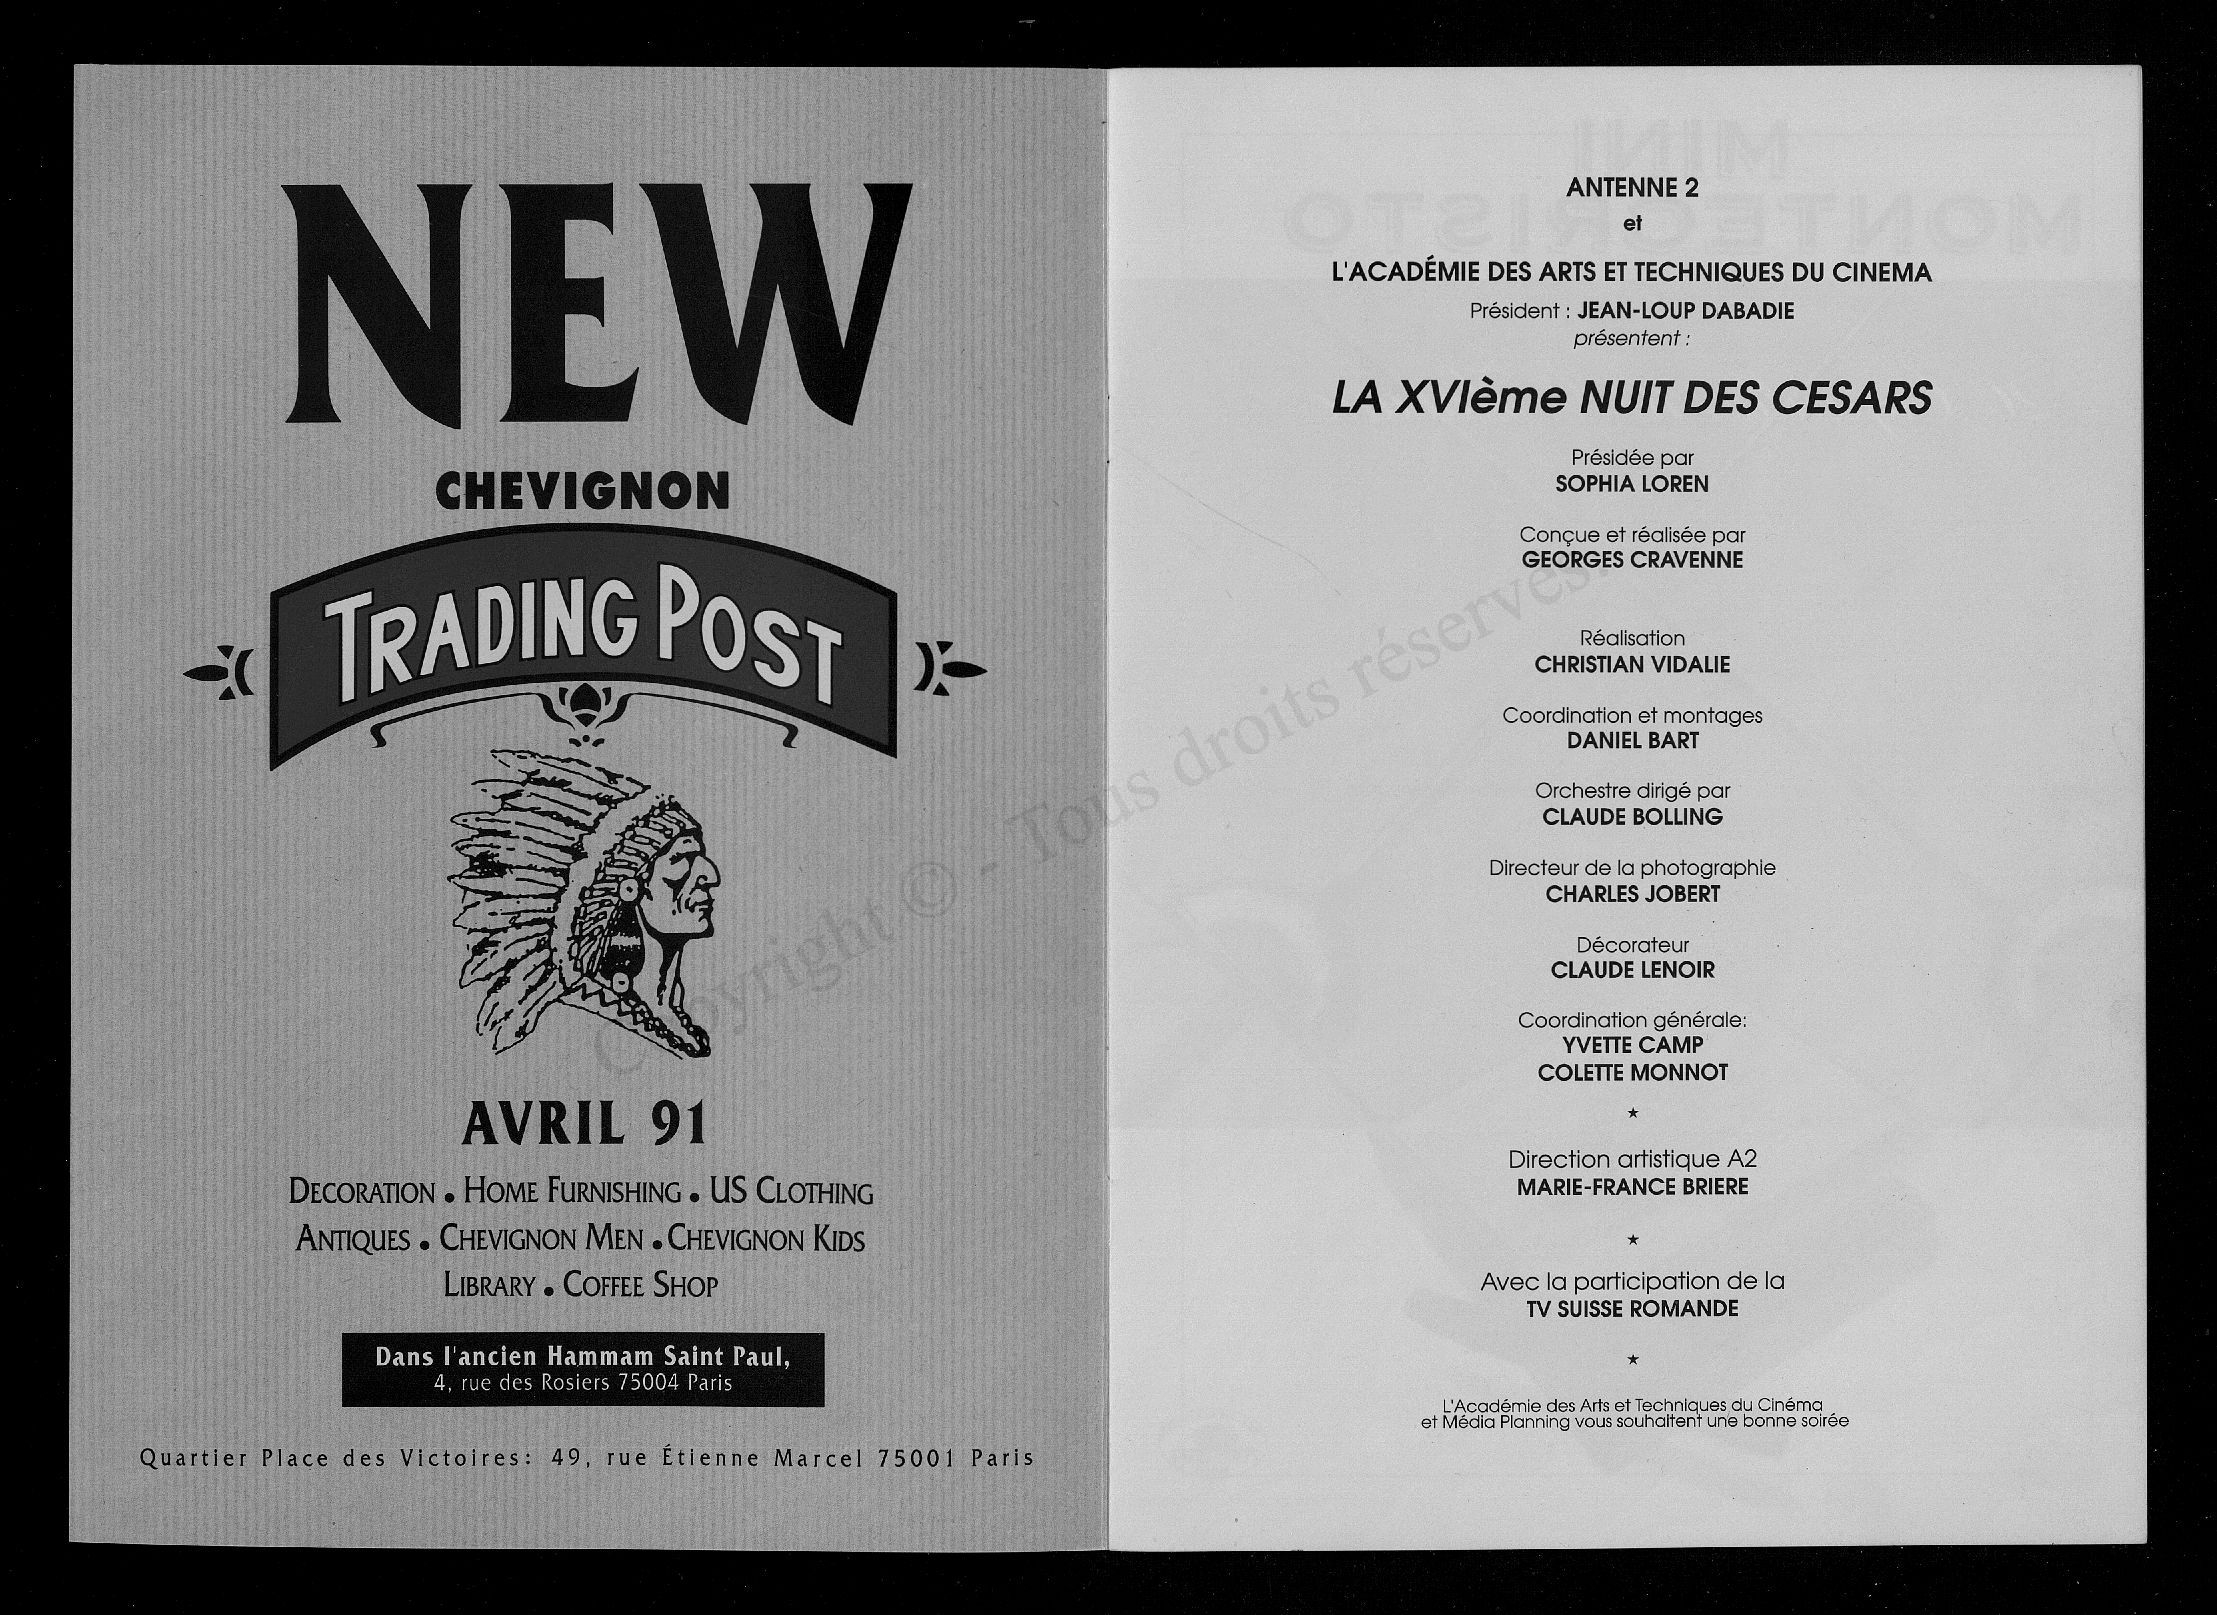 NEW
CHEVIGNON
TRADING POST
AVRIL 91
DECORATION • HOME FURNISHING • US CLOTHING
ANTIQUES • CHEVIGNON MEN • CHEVIGNON KIDS
LIBRARY • COFFEE SHOP
Dans l'ancien Hammam Saint Paul,
4, rue des Rosiers 75004 Paris
Quartier Place des Victoires: 49, rue Étienne Marcel 75001 Paris
MINI
MONTECRISTO
ANTENNE 2
et
L'ACADÉMIE DES ARTS ET TECHNIQUES DU CINEMA
Président : JEAN-LOUP DABADIE
présentent :
LA XVIème NUIT DES CESARS
Présidée par
SOPHIA LOREN
Conçue et réalisée par
GEORGES CRAVENNE
Réalisation
CHRISTIAN VIDALIE
Coordination et montages
DANIEL BART
Orchestre dirigé par
CLAUDE BOLLING
Directeur de la photographie
CHARLES JOBERT
Décorateur
CLAUDE LENOIR
Coordination générale:
YVETTE CAMP
COLETTE MONNOT
★
Direction artistique A2
MARIE-FRANCE BRIERE
★
Avec la participation de la
TV SUISSE ROMANDE
★
L'Académie des Arts et Techniques du Cinéma
et Média Planning vous souhaitent une bonne soirée
Copyright © - Tous droits réservés.